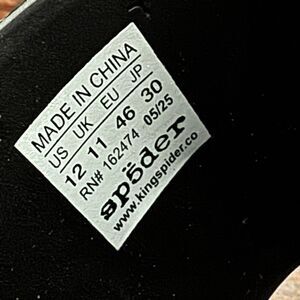 MADE IN CHINA
US UK EU JP
12 11 46 30
RN# 162474 05/25
spöder
www.kingspider.co